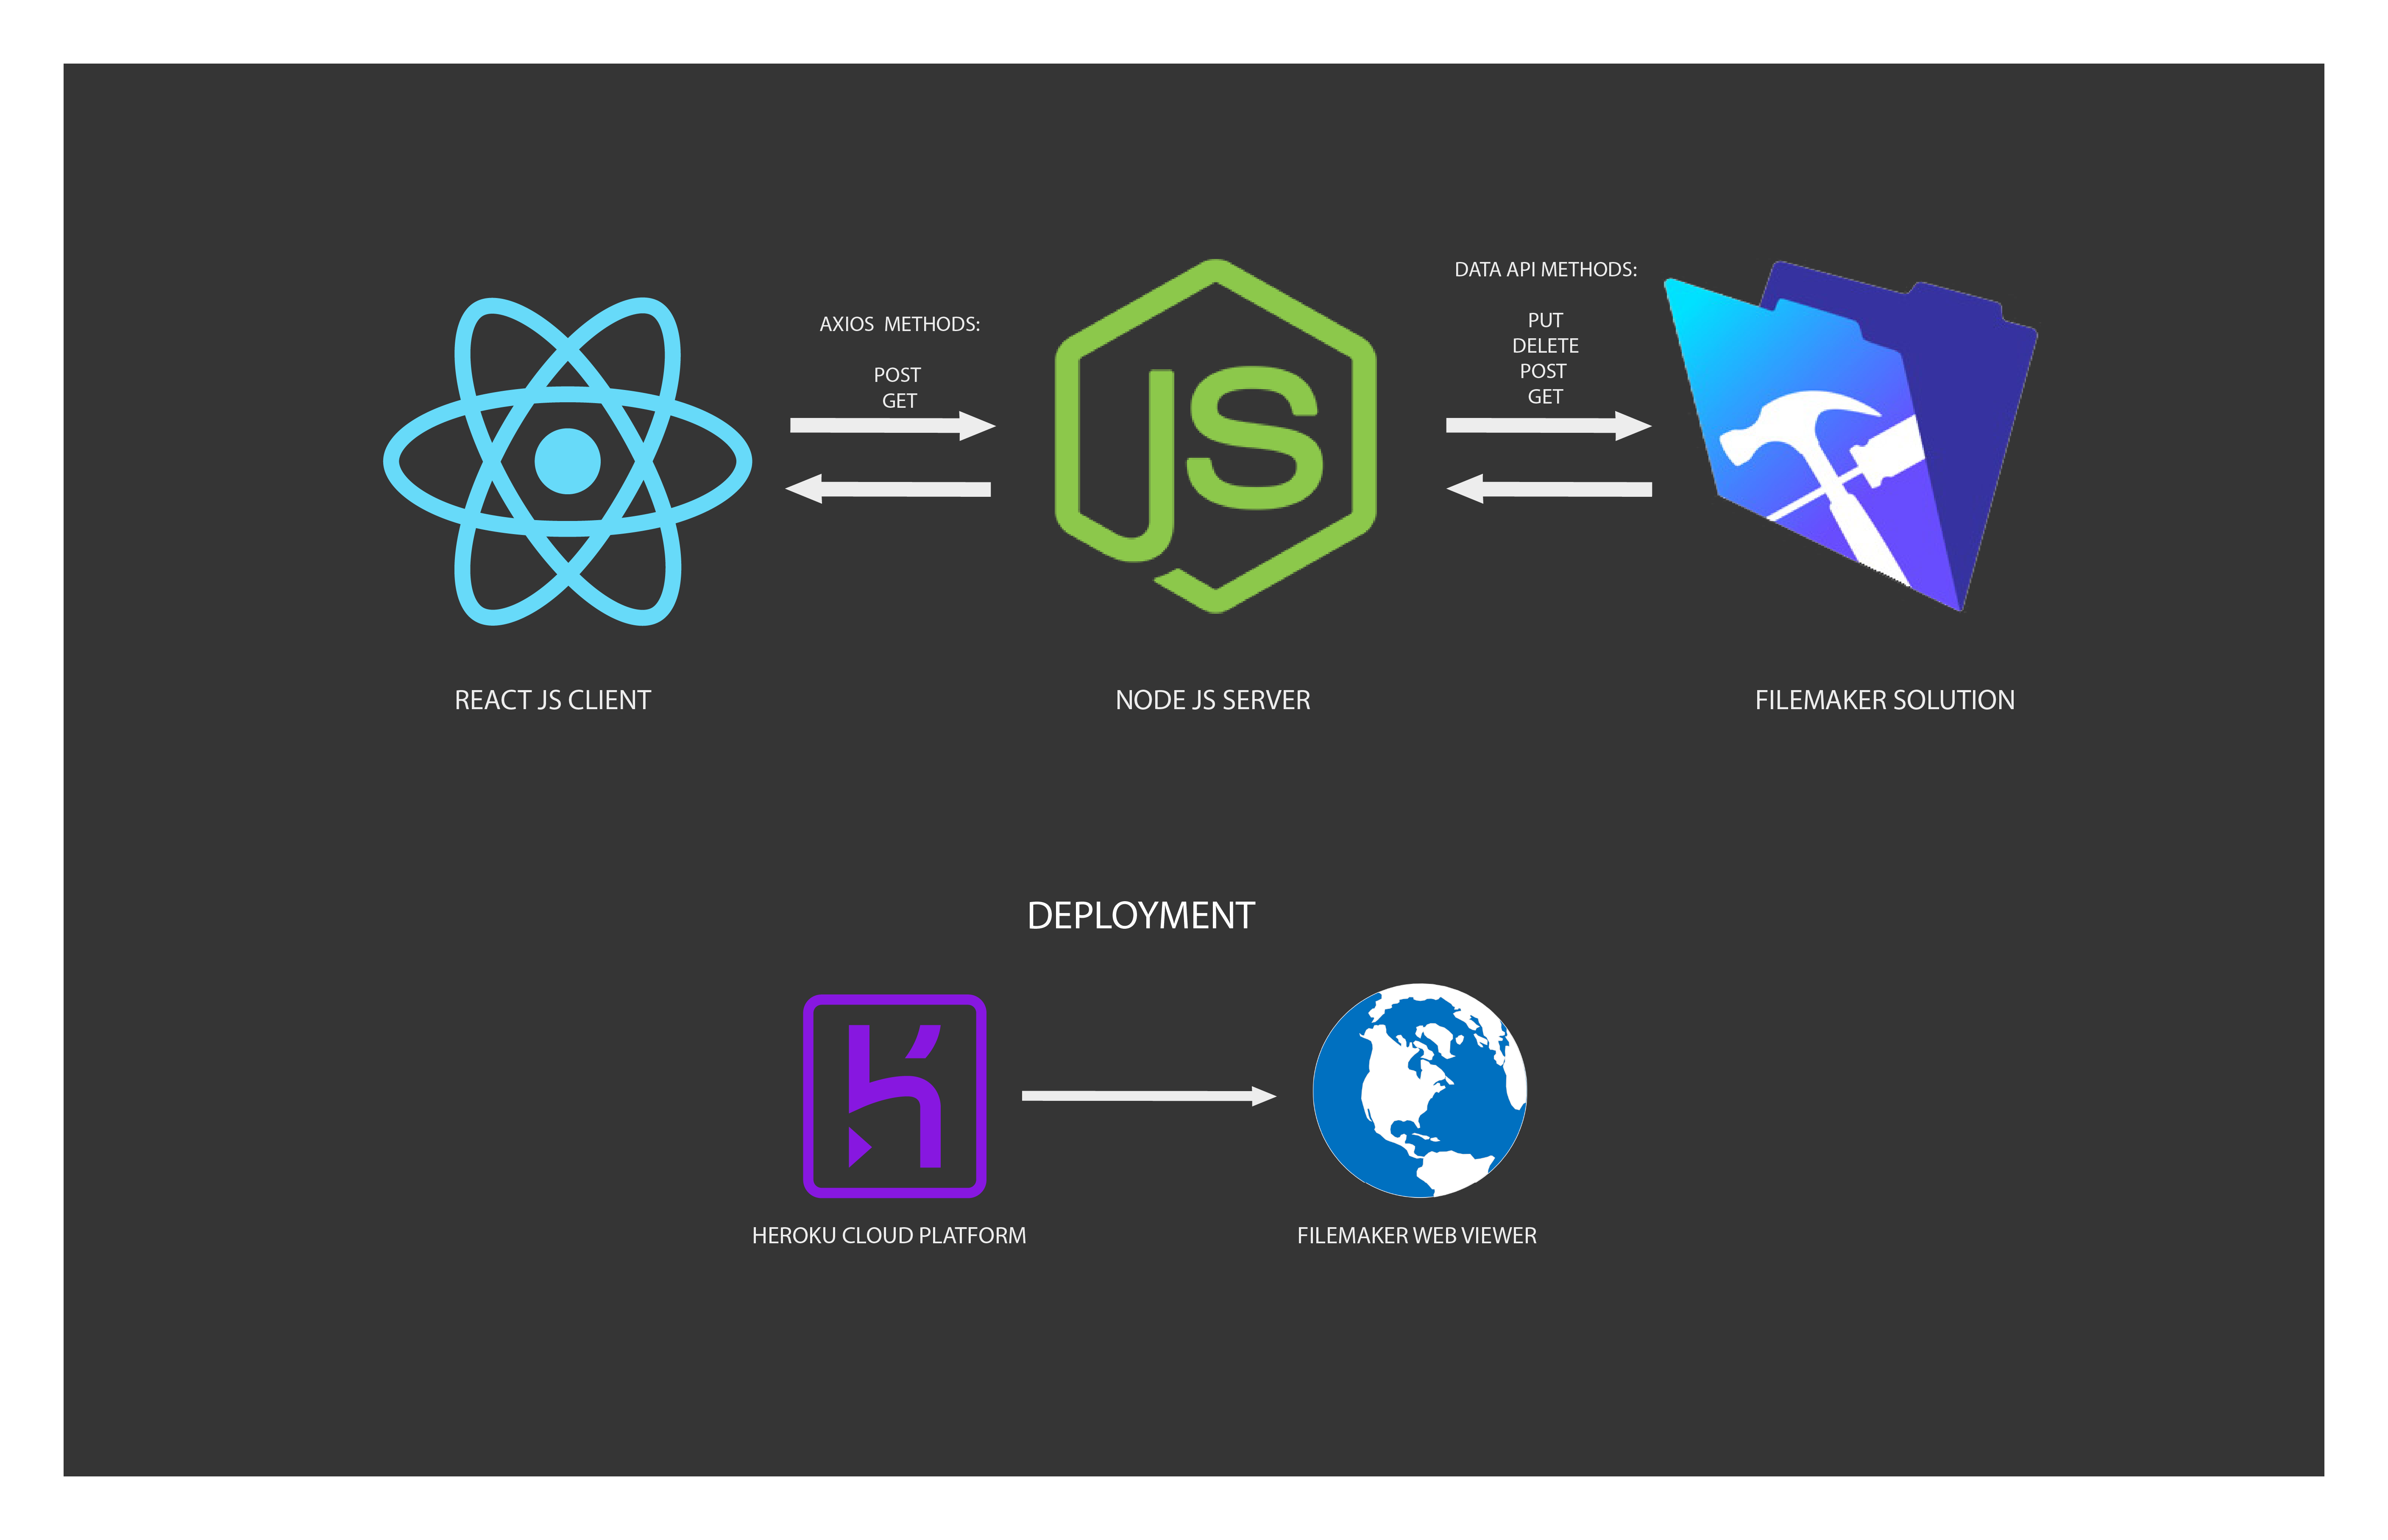 AXIOS METHODS:
POST
GET
DATA API METHODS:
PUT
DELETE
POST
GET
JS
REACT JS CLIENT
NODE JS SERVER
FILEMAKER SOLUTION
DEPLOYMENT
HEROKU CLOUD PLATFORM
FILEMAKER WEB VIEWER